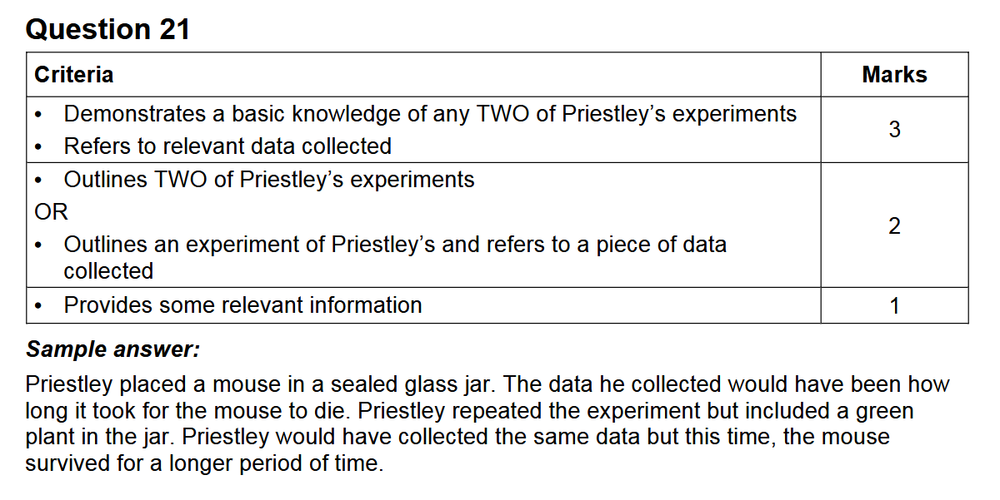 Question 21
Criteria
Marks
• Demonstrates a basic knowledge of any TWO of Priestley’s experiments
• Refers to relevant data collected
3
• Outlines TWO of Priestley’s experiments
OR
• Outlines an experiment of Priestley’s and refers to a piece of data
collected
2
• Provides some relevant information
1
Sample answer:
Priestley placed a mouse in a sealed glass jar. The data he collected would have been how
long it took for the mouse to die. Priestley repeated the experiment but included a green
plant in the jar. Priestley would have collected the same data but this time, the mouse
survived for a longer period of time.